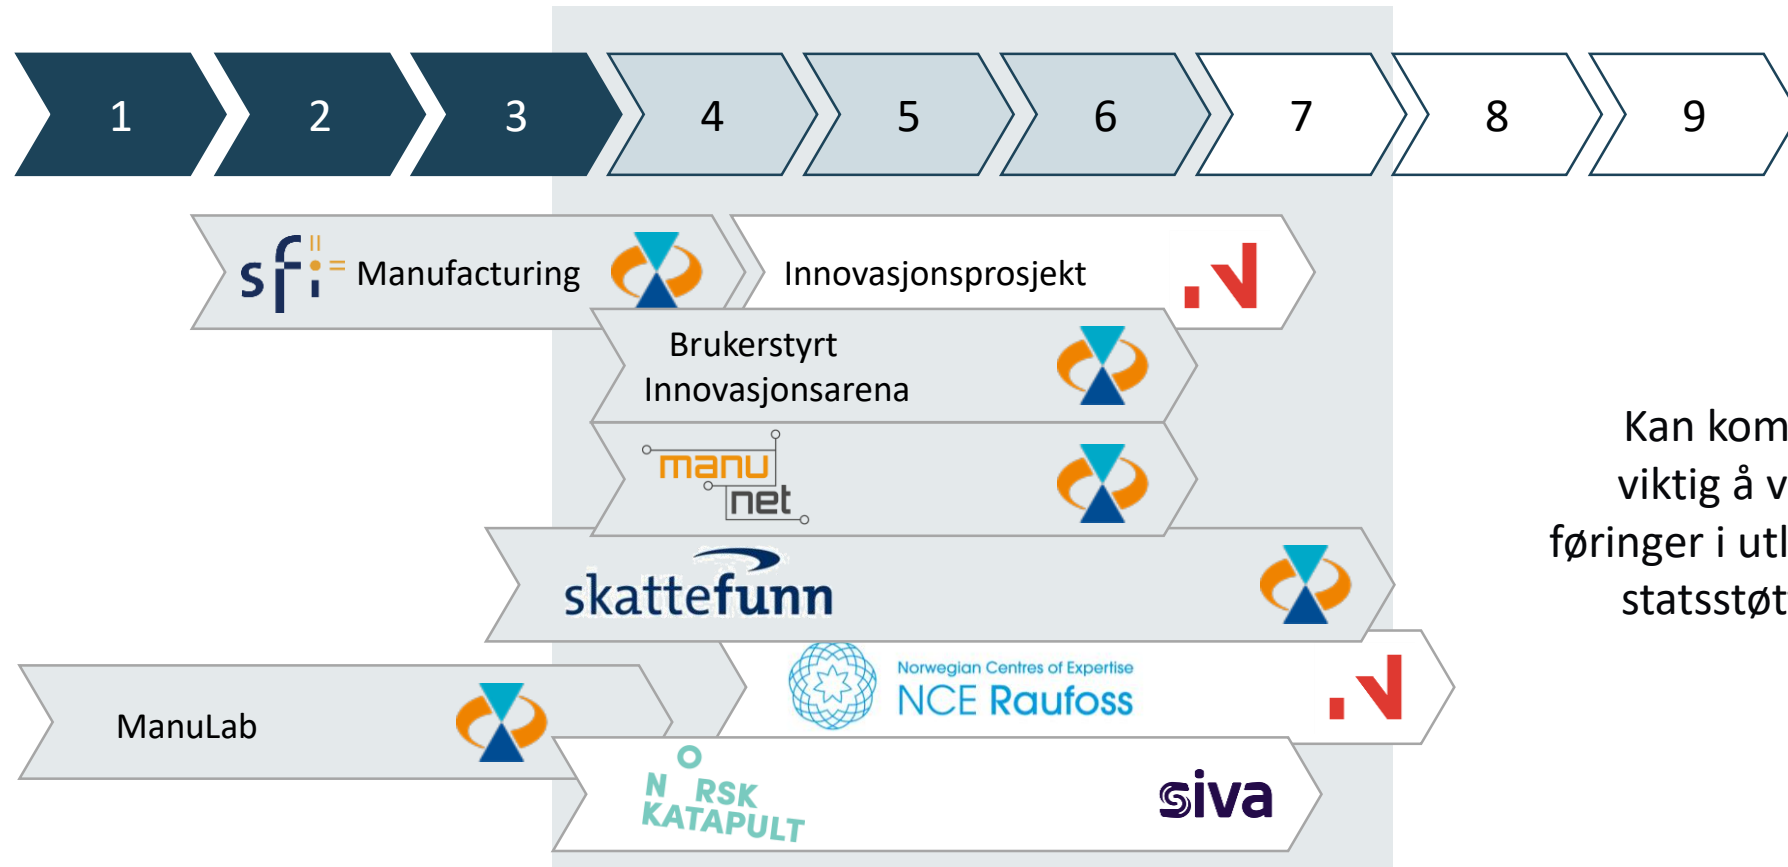 1 2 3 4 5 6 7 8 9
sfi Manufacturing
Innovasjonsprosjekt
Brukerstyrt
Innovasjonsarena
manu
net
Kan kom
viktig å v
føringer i utl
statsstøt
skattefunn
Norwegian Centres of Expertise
NCE Raufoss
ManuLab
NORSK
KATAPULT
siva